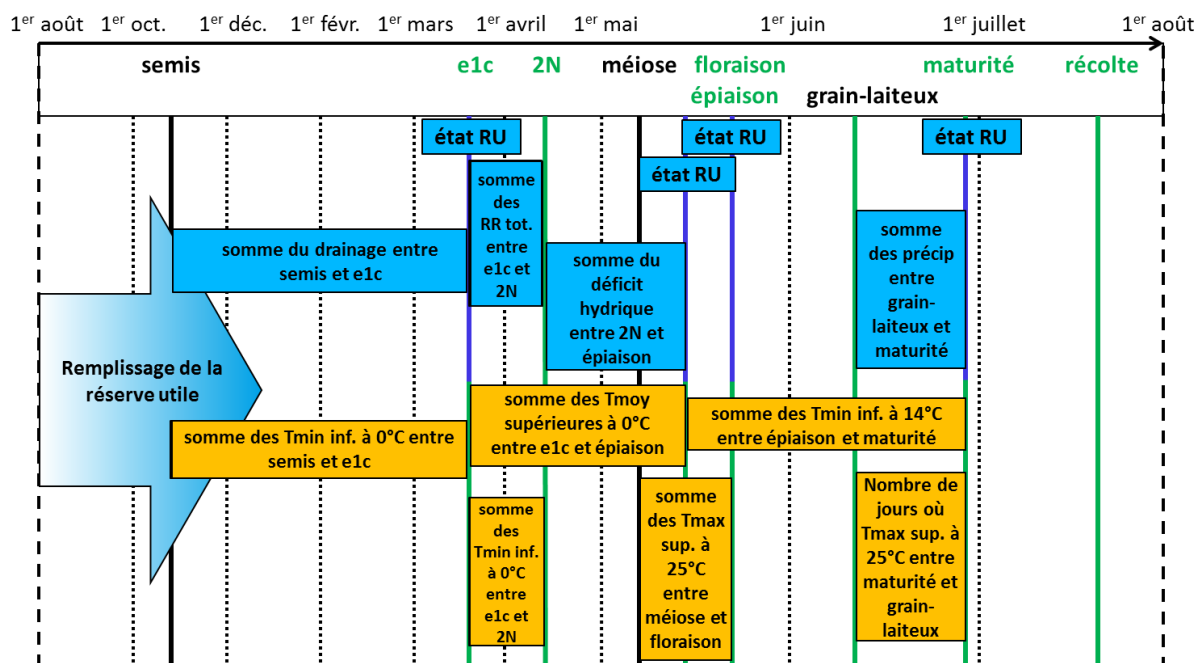 1er août 1er oct. 1er déc. 1er févr. 1er mars 1er avril 1er mai 1er juin 1er juillet 1er août
semis e1c 2N méiose floraison maturité récolte
épiaison grain-laiteux
état RU
état RU
état RU
état RU
somme
des
RR tot.
entre
e1c et
2N
somme du drainage entre
semis et e1c
somme du
déficit
hydrique
entre 2N et
épiaison
somme
des précip
entre
grain-
laiteux et
maturité
Remplissage de la
réserve utile
somme des Tmin inf. à 0°C entre
semis et e1c
somme des Tmoy
supérieures à 0°C
entre e1c et épiaison
somme des Tmin inf. à 14°C
entre épiaison et maturité
somme
des
Tmin inf.
à 0°C
entre
e1c et
2N
somme
des Tmax
sup. à
25°C
entre
méiose et
floraison
Nombre de
jours où
Tmax sup. à
25°C entre
maturité et
grain-
laiteux